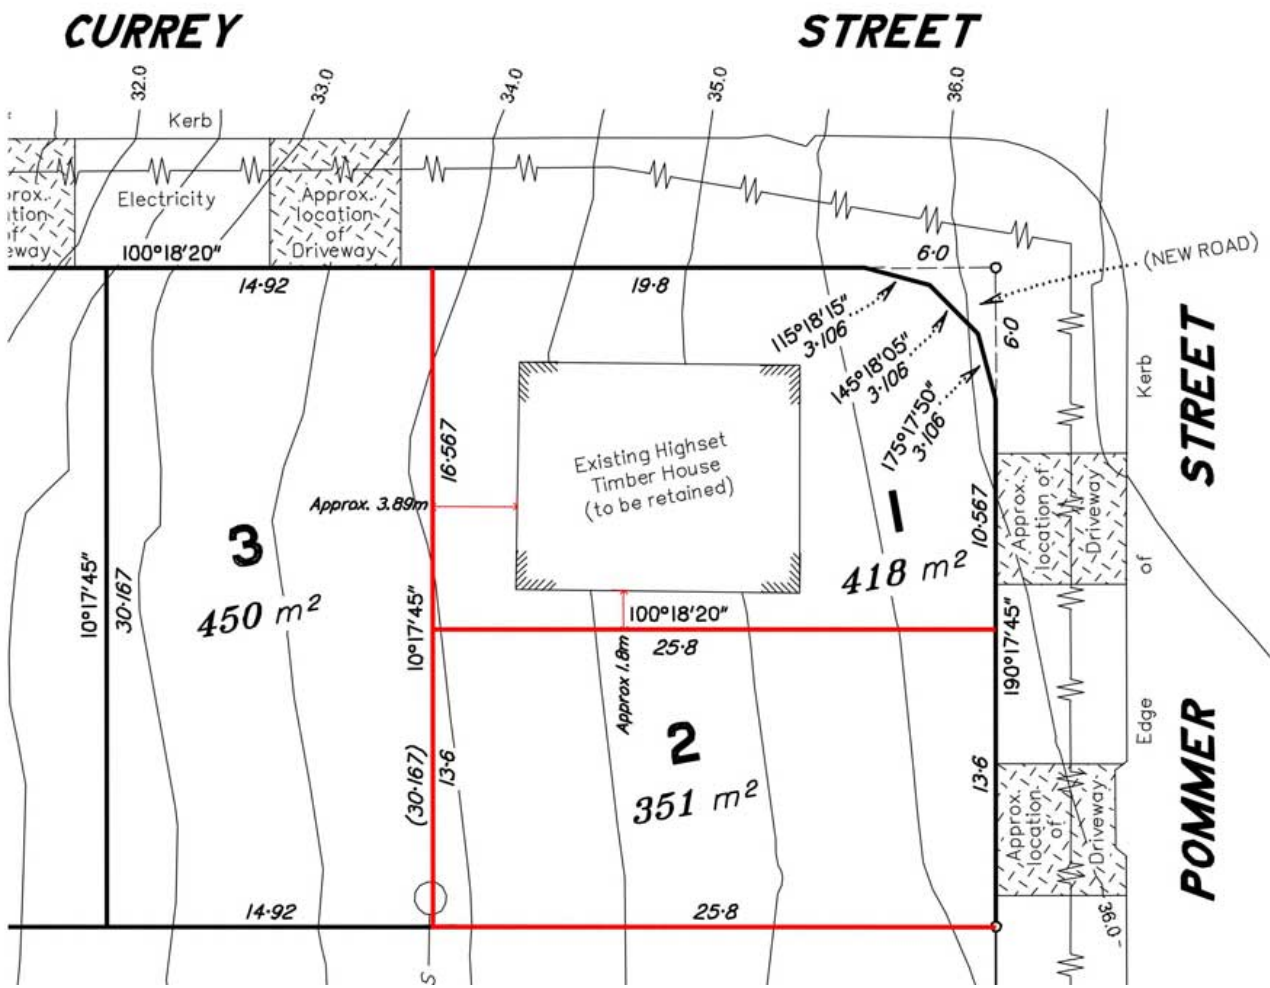 CURREY
STREET
32.0
33.0
34.0
35.0
36.0
Kerb
Electricity
Approx.
location
of
Driveway
100°18'20"
14·92
19·8
6·0
(NEW ROAD)
6·0
115°18'15"
3·106
145°18'05"
3·106
175°17'50"
3·106
Kerb
STREET
16·567
Existing Highset
Timber House
(to be retained)
Approx. 3.89m
1
418 m²
10·567
Approx.
location of
Driveway
of
3
450 m²
10°17'45"
30·167
10°17'45"
100°18'20"
25·8
Approx 1.8m
190°17'45"
Edge
POMMER
2
351 m²
(30·167)
13·6
13·6
Approx.
location
of
Driveway
36.0
14·92
25·8
S